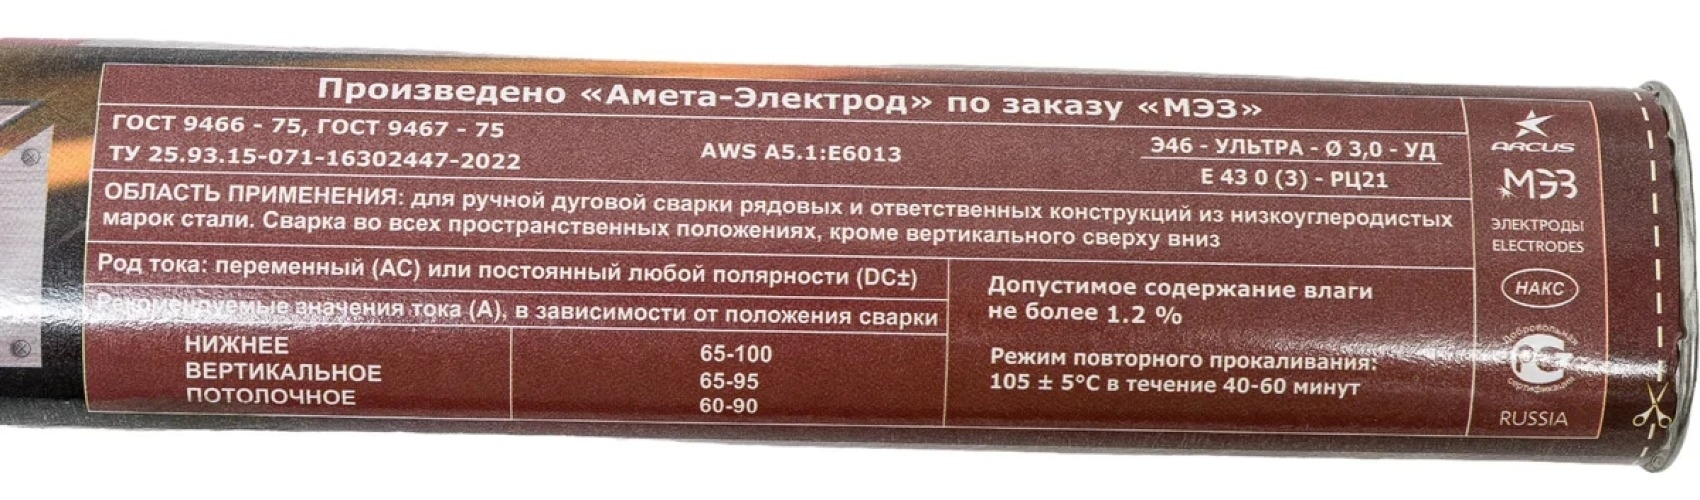 Произведено «Амета-Электрод» по заказу «МЭЗ»
ГОСТ 9466 - 75, ГОСТ 9467 - 75
ТУ 25.93.15-071-16302447-2022
AWS A5.1:E6013
Э46 - УЛЬТРА - Ø 3,0 - УД
Е 43 0 (3) - РЦ21
ОБЛАСТЬ ПРИМЕНЕНИЯ: для ручной дуговой сварки рядовых и ответственных конструкций из низкоуглеродистых
марок стали. Сварка во всех пространственных положениях, кроме вертикального сверху вниз
Род тока: переменный (AC) или постоянный любой полярности (DC±)
Рекомендуемые значения тока (А), в зависимости от положения сварки
НИЖНЕЕ 65-100
ВЕРТИКАЛЬНОЕ 65-95
ПОТОЛОЧНОЕ 60-90
Допустимое содержание влаги
не более 1.2 %
Режим повторного прокаливания:
105 ± 5°С в течение 40-60 минут
ARCUS
МЭЗ
ЭЛЕКТРОДЫ
ELECTRODES
НАКС
Добровольная
сертификация
RUSSIA